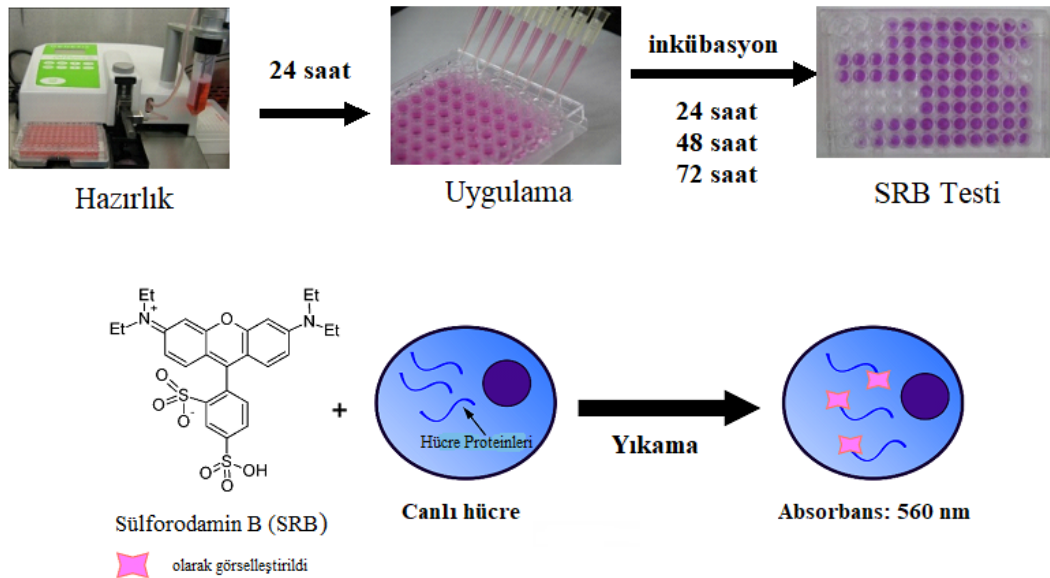 24 saat
inkübasyon
24 saat
48 saat
72 saat
Hazırlık
Uygulama
SRB Testi
Et
Et
N+
Et
O
N
Et
O
S
O
O-
S
O
O
OH
+
Hücre Proteinleri
Yıkama
Sülforodamin B (SRB)
Canlı hücre
Absorbans: 560 nm
olarak görselleştirildi